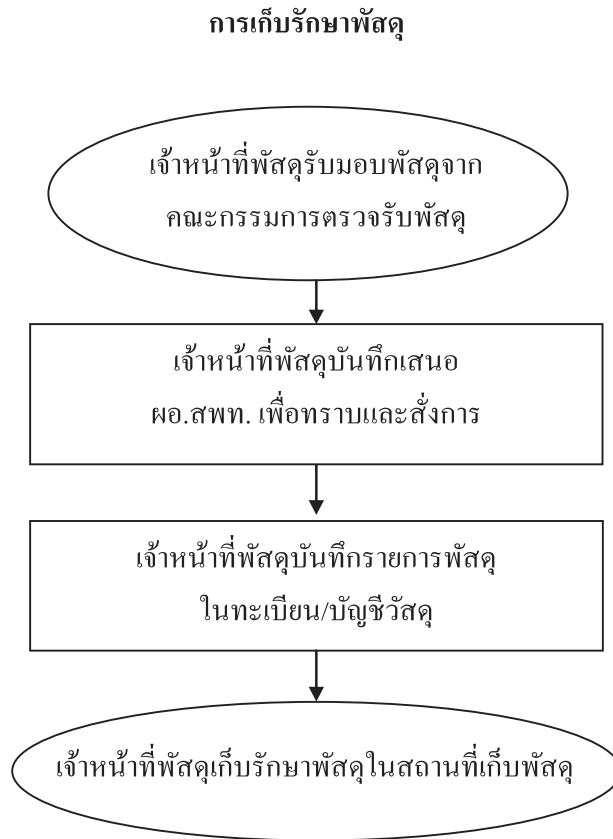 การเก็บรักษาพัสดุ
เจ้าหน้าที่พัสดุรับมอบพัสดุจาก
คณะกรรมการตรวจรับพัสดุ
เจ้าหน้าที่พัสดุบันทึกเสนอ
ผอ.สพท. เพื่อทราบและสั่งการ
เจ้าหน้าที่พัสดุบันทึกรายการพัสดุ
ในทะเบียน/บัญชีวัสดุ
เจ้าหน้าที่พัสดุเก็บรักษาพัสดุในสถานที่เก็บพัสดุ